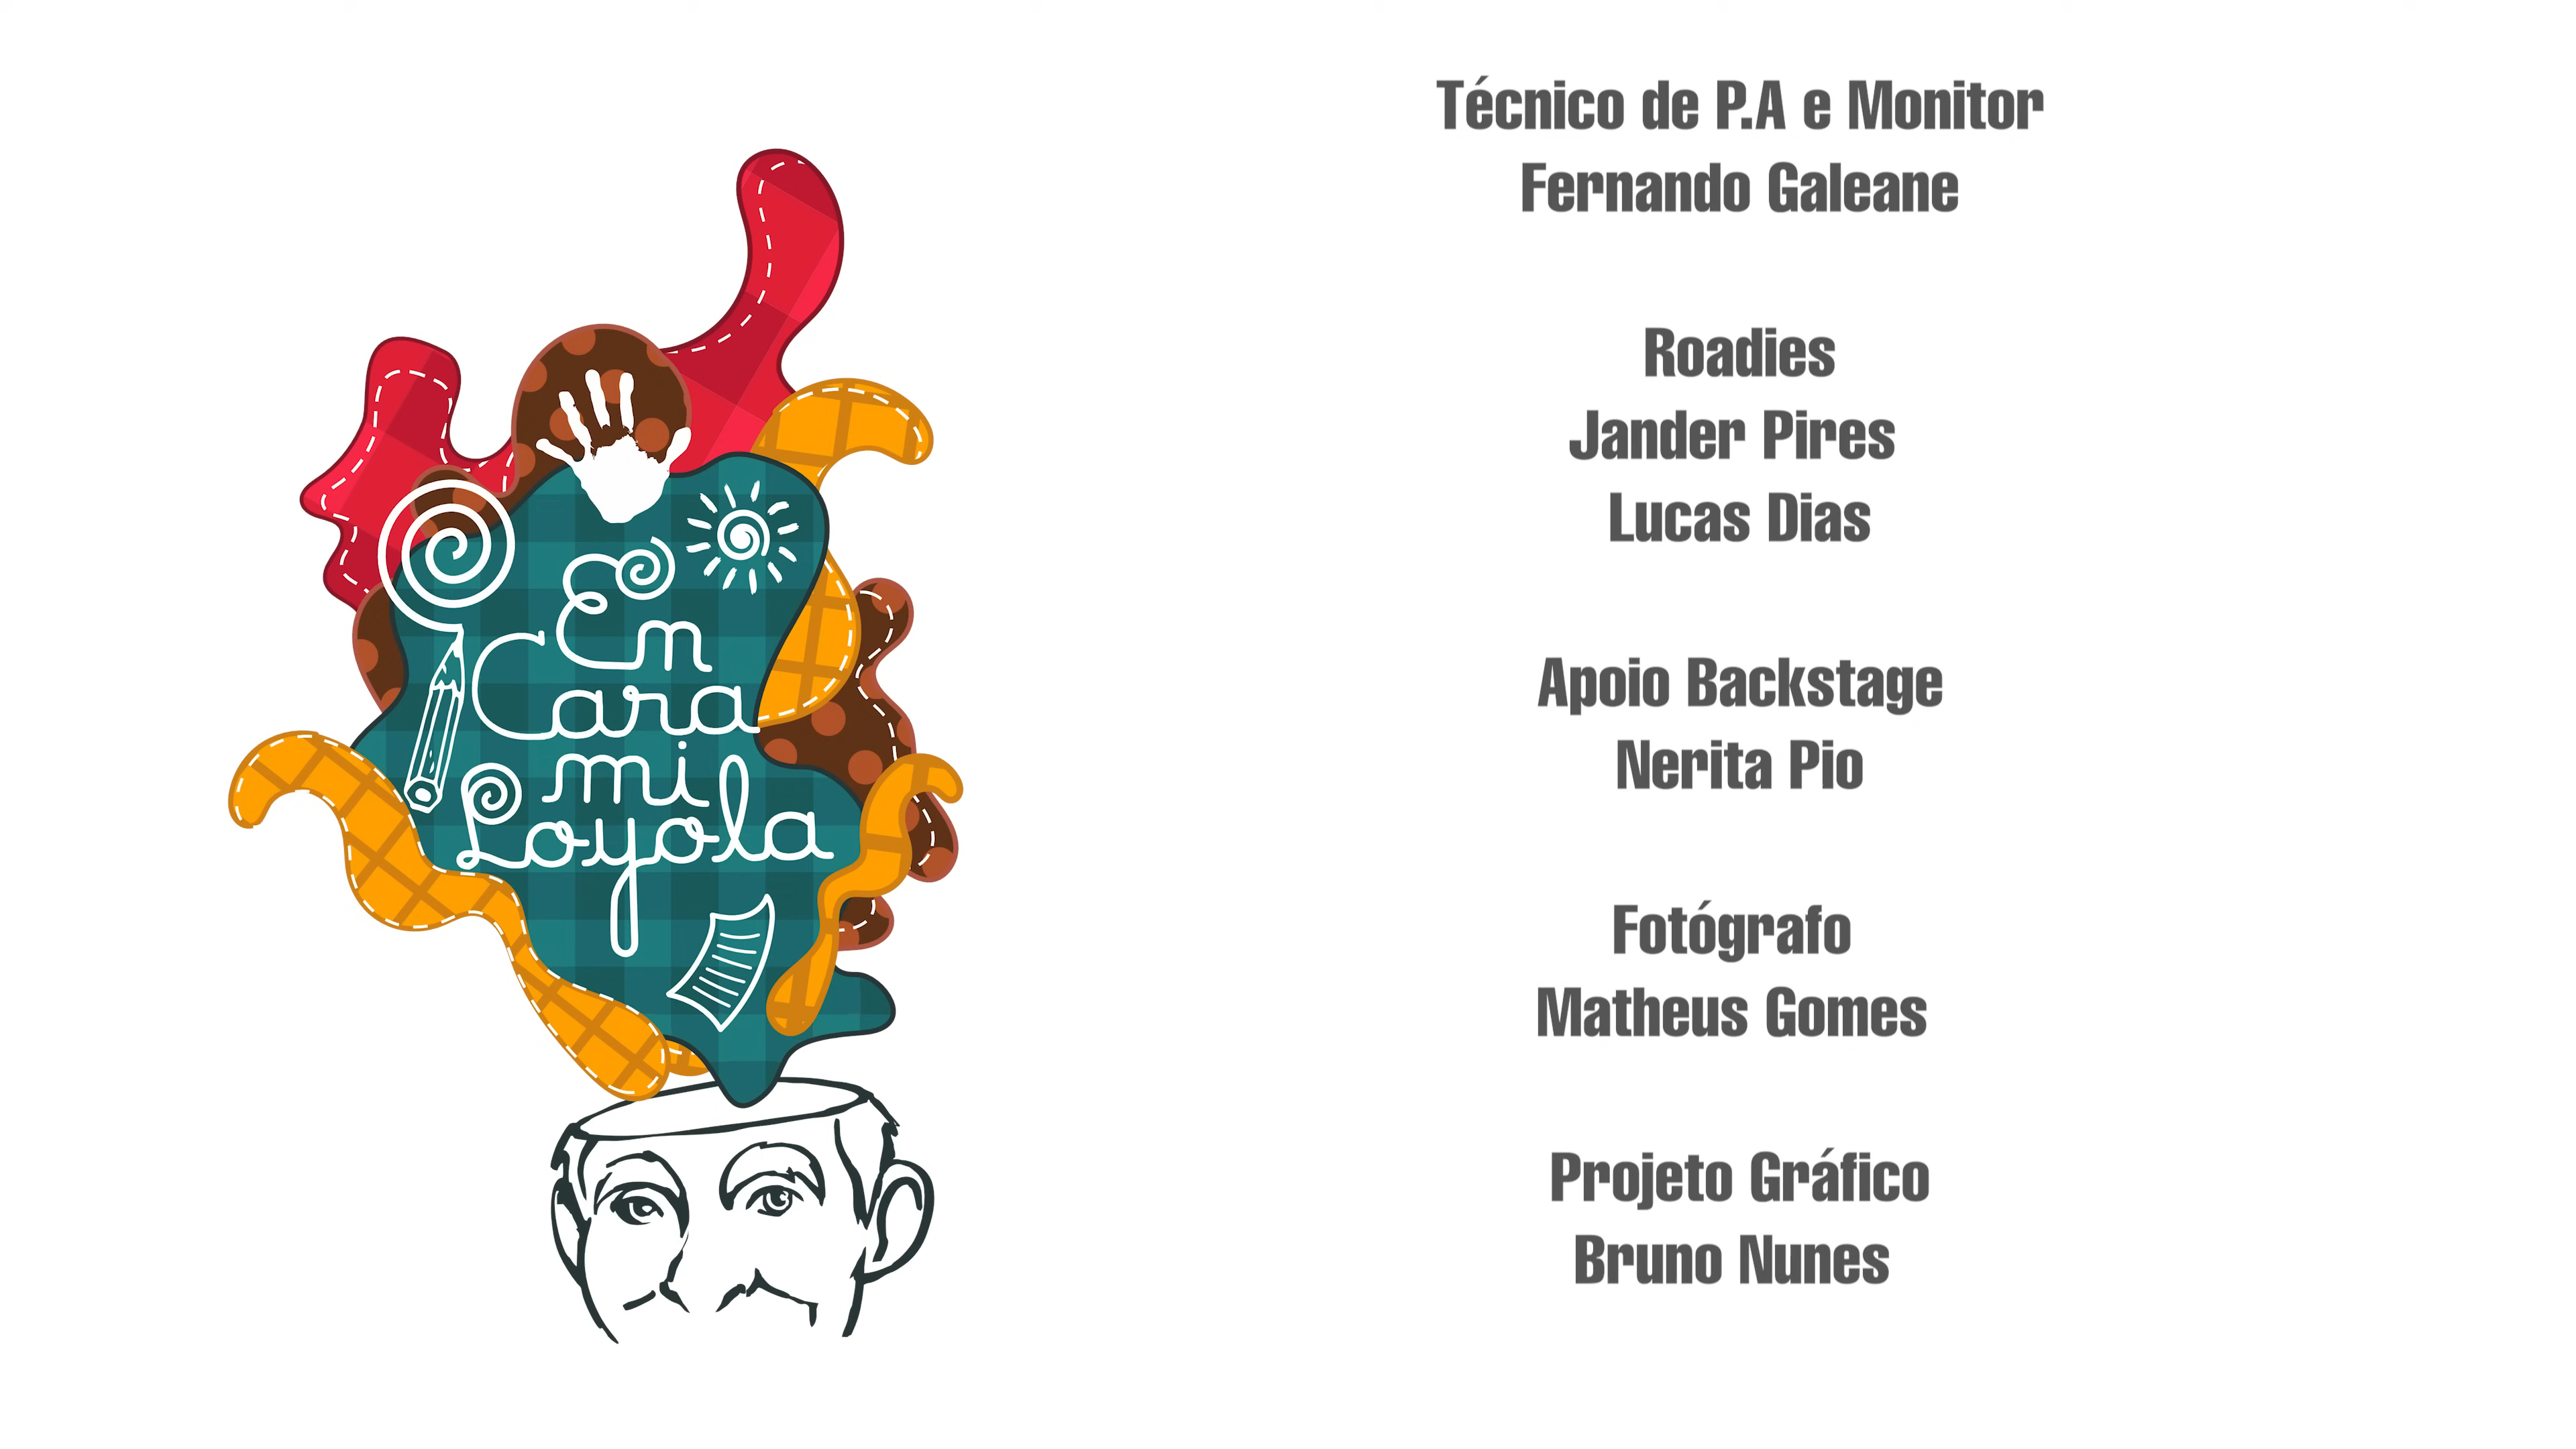 En
Cara
mi
Loyola
Técnico de P.A e Monitor
Fernando Galeane
Roadies
Jander Pires
Lucas Dias
Apoio Backstage
Nerita Pio
Fotógrafo
Matheus Gomes
Projeto Gráfico
Bruno Nunes